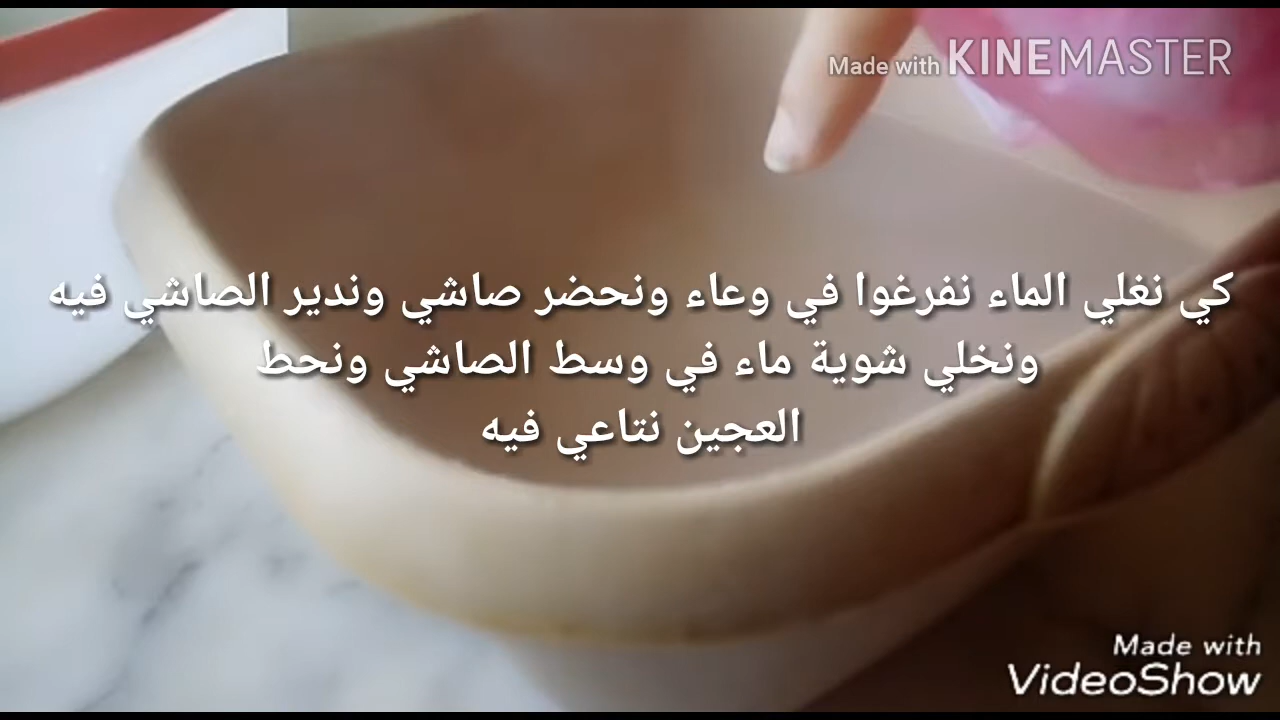 Made with KINEMASTER
كي نغلي الماء نفرغوا في وعاء ونحضر صاشي وندير الصاشي فيه
ونخلي شوية ماء في وسط الصاشي ونحط
العجين نتاعي فيه
Made with
VideoShow